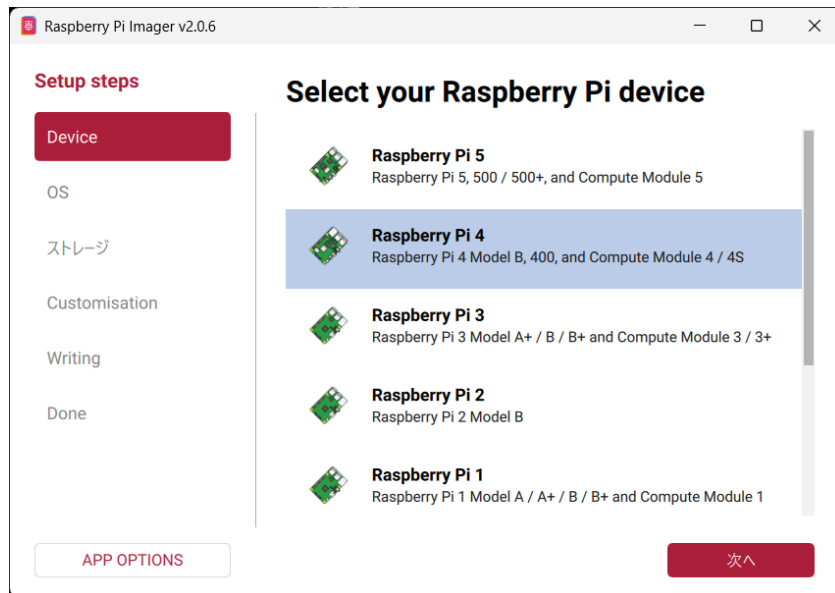 Raspberry Pi Imager v2.0.6
Setup steps
Device
OS
ストレージ
Customisation
Writing
Done
APP OPTIONS
Select your Raspberry Pi device
Raspberry Pi 5
Raspberry Pi 5, 500 / 500+, and Compute Module 5
Raspberry Pi 4
Raspberry Pi 4 Model B, 400, and Compute Module 4 / 4S
Raspberry Pi 3
Raspberry Pi 3 Model A+ / B / B+ and Compute Module 3 / 3+
Raspberry Pi 2
Raspberry Pi 2 Model B
Raspberry Pi 1
Raspberry Pi 1 Model A / A+ / B / B+ and Compute Module 1
次へ